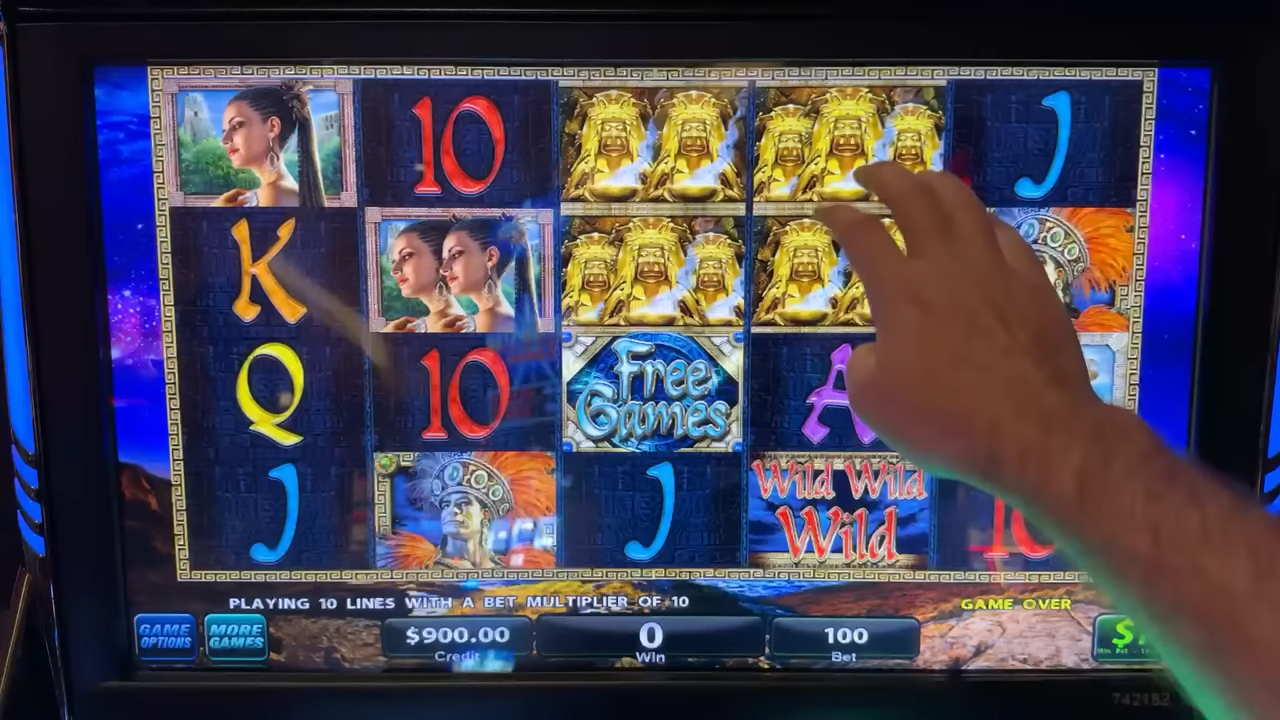 10
J
K
Q
10
Free
Games
A
J
J
Wild Wild
Wild
10
PLAYING 10 LINES WITH A BET MULTIPLIER OF 10
GAME OVER
GAME
OPTIONS
MORE
GAMES
$900.00
Credit
0
Win
100
Bet
742182